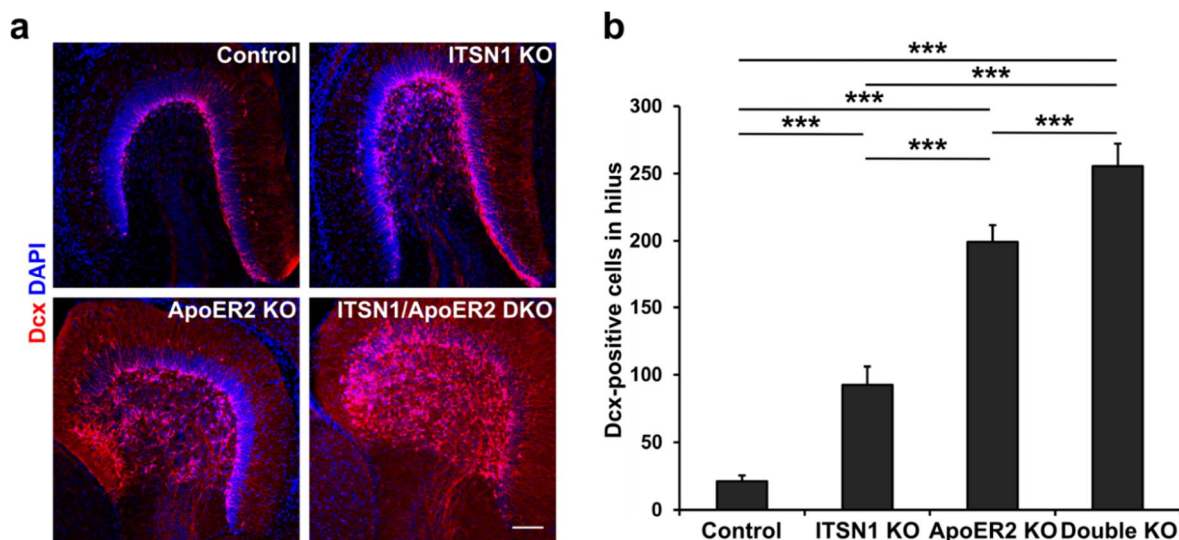 a
Control
ITSN1 KO
ApoER2 KO
ITSN1/ApoER2 DKO
Dcx DAPI
b
***
***
***
***
***
***
300
250
200
150
100
50
0
Dcx-positive cells in hilus
Control
ITSN1 KO
ApoER2 KO
Double KO